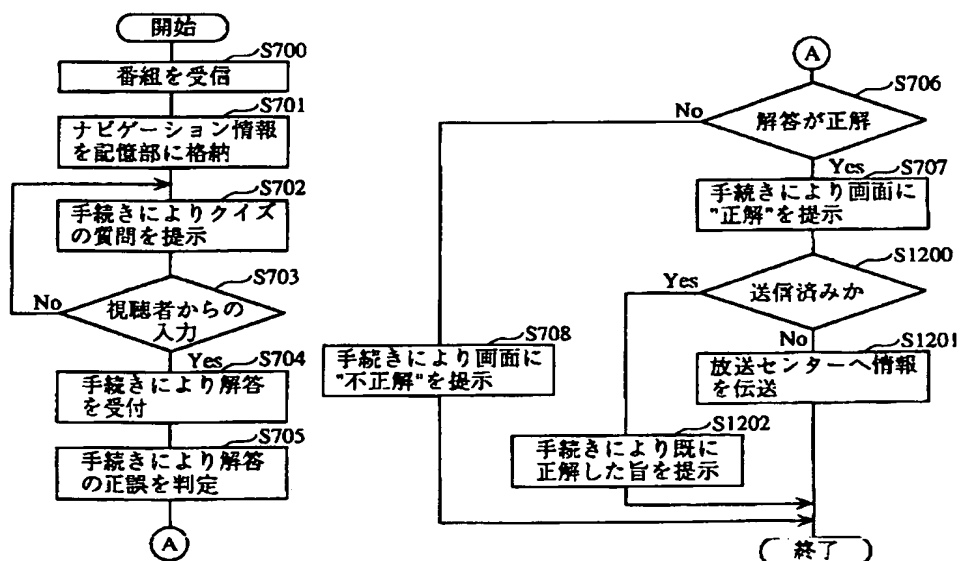 開始
S700
番組を受信
S701
ナビゲーション情報
を記憶部に格納
S702
手続きによりクイズ
の質問を提示
S703
視聴者からの
入力
No
Yes
S704
手続きにより解答
を受付
S705
手続きにより解答
の正誤を判定
A
A
S706
解答が正解
No
Yes
S707
手続きにより画面に
"正解"を提示
S1200
送信済みか
Yes
No
S708
手続きにより画面に
"不正解"を提示
S1201
放送センターへ情報
を伝送
S1202
手続きにより既に
正解した旨を提示
終了